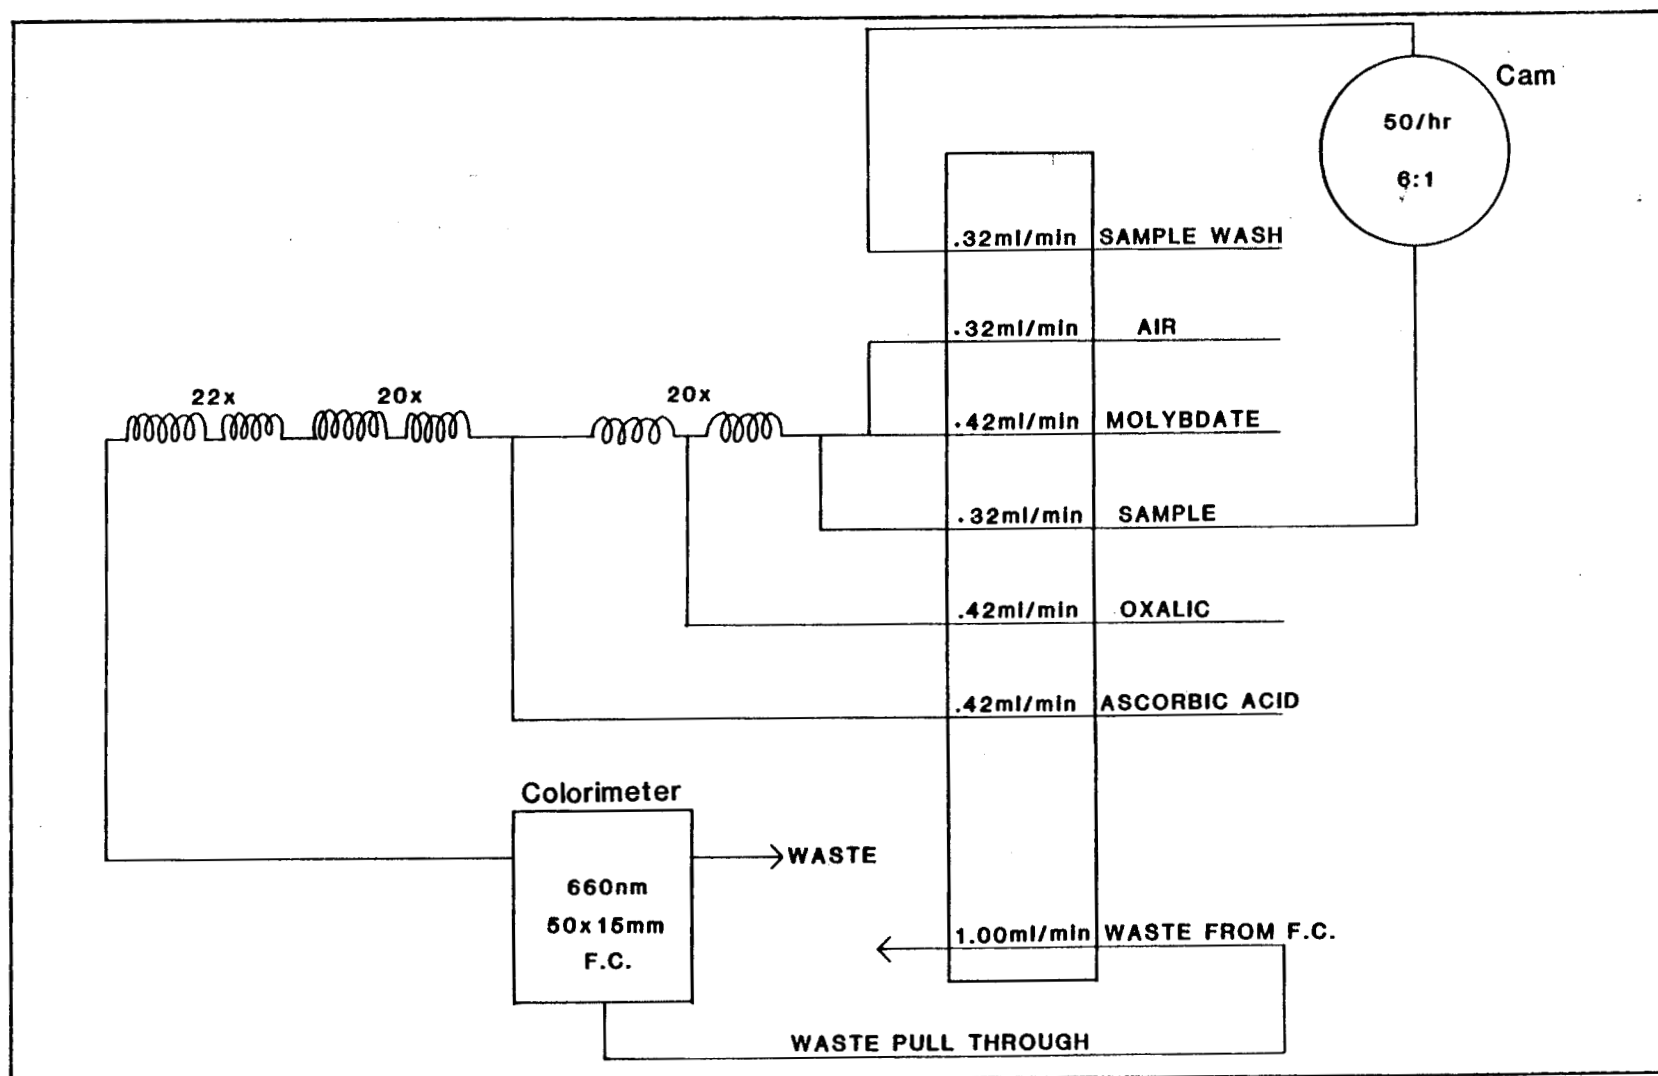 Cam
50/hr
6:1
.32ml/min SAMPLE WASH
.32ml/min AIR
22x 20x 20x
.42ml/min MOLYBDATE
.32ml/min SAMPLE
.42ml/min OXALIC
.42ml/min ASCORBIC ACID
Colorimeter
WASTE
660nm
50x15mm
F.C.
1.00ml/min WASTE FROM F.C.
WASTE PULL THROUGH